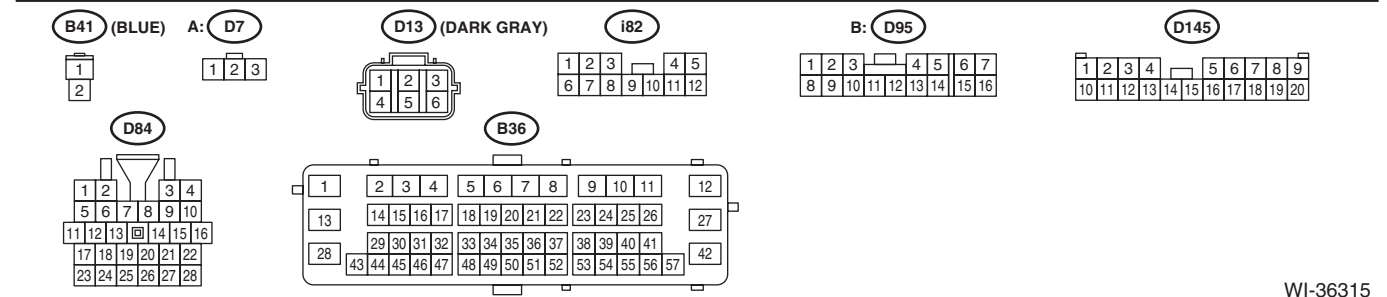 B41 (BLUE) A: D7 D13 (DARK GRAY) i82 B: D95 D145
1
2
1 2 3
1 2 3
4 5 6
1 2 3 4 5
6 7 8 9 10 11 12
1 2 3 4 5 6 7
8 9 10 11 12 13 14 15 16
1 2 3 4 5 6 7 8 9
10 11 12 13 14 15 16 17 18 19 20
D84
1 2 3 4
5 6 7 8 9 10
11 12 13 14 15 16
17 18 19 20 21 22
23 24 25 26 27 28
B36
1 2 3 4 5 6 7 8 9 10 11 12
13 14 15 16 17 18 19 20 21 22 23 24 25 26 27
28 29 30 31 32 33 34 35 36 37 38 39 40 41 42
43 44 45 46 47 48 49 50 51 52 53 54 55 56 57
WI-36315